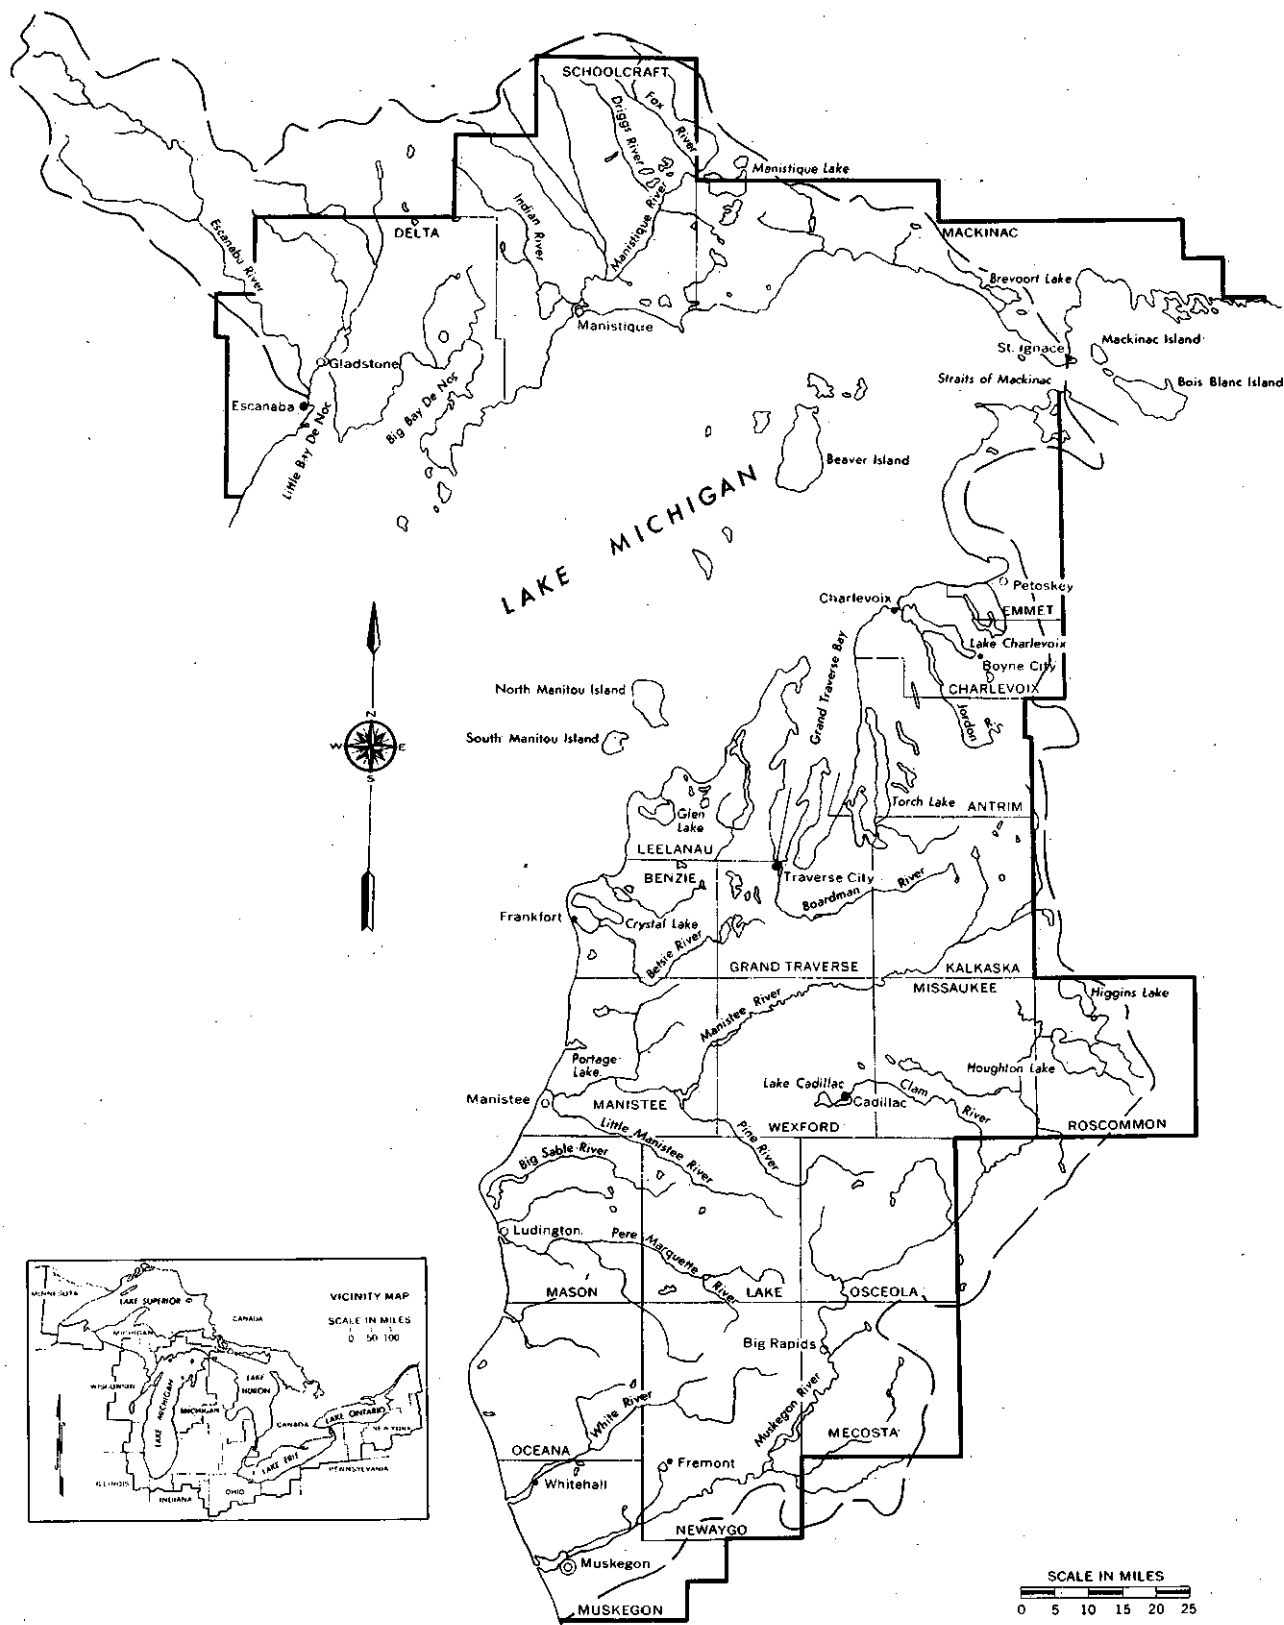 SCHOOLCRAFT
Fox River
Driggs River
Manistique Lake
Manistique River
Indian River
DELTA
MACKINAC
Escanabu River
Brevoort Lake
Manistique
Mackinac Island
St. Ignace
Gladstone
Straits of Mackinac
Bois Blanc Island
Escanaba
Little Bay De Noc
Big Bay De Noc
Beaver Island
LAKE MICHIGAN
Petoskey
Charlevoix
EMMET
Lake Charlevoix
Boyne City
Grand Traverse Bay
CHARLEVOIX
North Manitou Island
Jordon
South Manitou Island
N
W
E
S
Torch Lake
ANTRIM
Glen
Lake
LEELANAU
BENZIE
Traverse City
Boardman River
Frankfort
Crystal Lake
Betsie River
GRAND TRAVERSE
KALKASKA
MISSAUKEE
Higgins Lake
Manistee River
Portage
Lake
Houghton Lake
Lake Cadillac
Clam River
Manistee
MANISTEE
Cadillac
WEXFORD
ROSCOMMON
Little Manistee River
Pine River
Big Sable River
Ludington
Pere Marquette River
MASON
LAKE
OSCEOLA
Big Rapids
White River
Muskegon River
MECOSTA
OCEANA
Fremont
Whitehall
NEWAYGO
Muskegon
MUSKEGON
VICINITY MAP
SCALE IN MILES
0 50 100
MINNESOTA
LAKE SUPERIOR
CANADA
MICHIGAN
WISCONSIN
LAKE MICHIGAN
LAKE
HURON
MICHIGAN
CANADA
LAKE ONTARIO
NEW YORK
LAKE ERIE
PENNSYLVANIA
ILLINOIS
INDIANA
OHIO
SCALE IN MILES
0 5 10 15 20 25